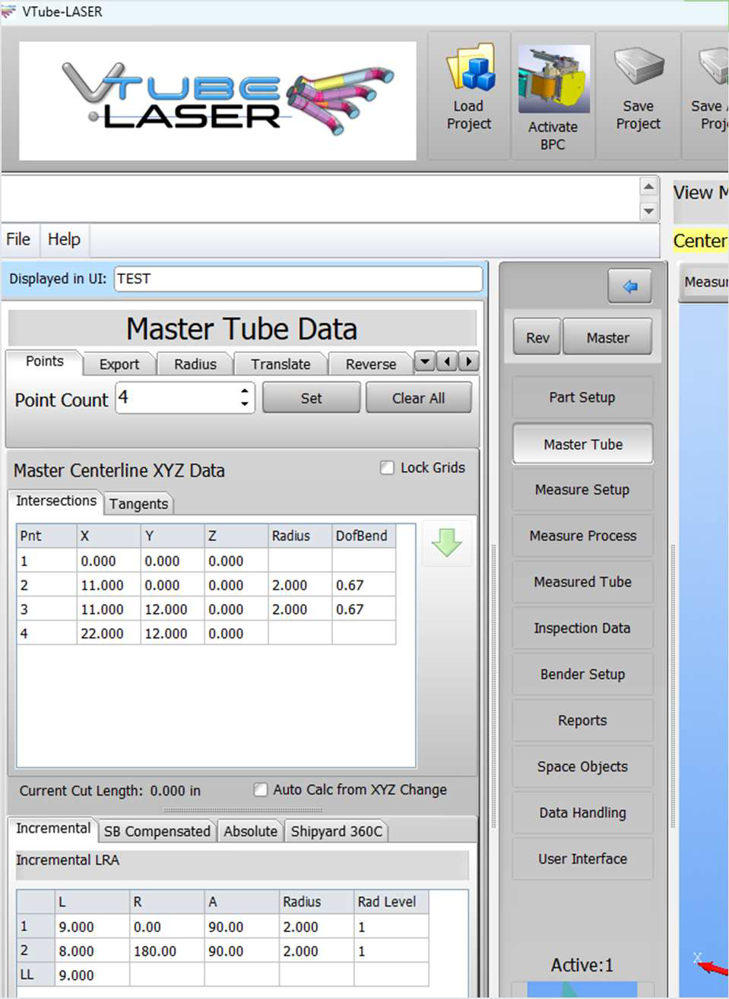 VTube-LASER
VTUBE
LASER
Load
Project
Activate
BPC
Save
Project
Save
View M
File Help
Center
Displayed in UI: TEST
Master Tube Data
Points Export Radius Translate Reverse
Point Count 4 Set Clear All
Master Centerline XYZ Data Lock Grids
Intersections Tangents
Pnt X Y Z Radius DofBend
1 0.000 0.000 0.000
2 11.000 0.000 0.000 2.000 0.67
3 11.000 12.000 0.000 2.000 0.67
4 22.000 12.000 0.000
Current Cut Length: 0.000 in Auto Calc from XYZ Change
Incremental SB Compensated Absolute Shipyard 360C
Incremental LRA
L R A Radius Rad Level
1 9.000 0.00 90.00 2.000 1
2 8.000 180.00 90.00 2.000 1
LL 9.000
Rev Master
Part Setup
Master Tube
Measure Setup
Measure Process
Measured Tube
Inspection Data
Bender Setup
Reports
Space Objects
Data Handling
User Interface
Active:1
X